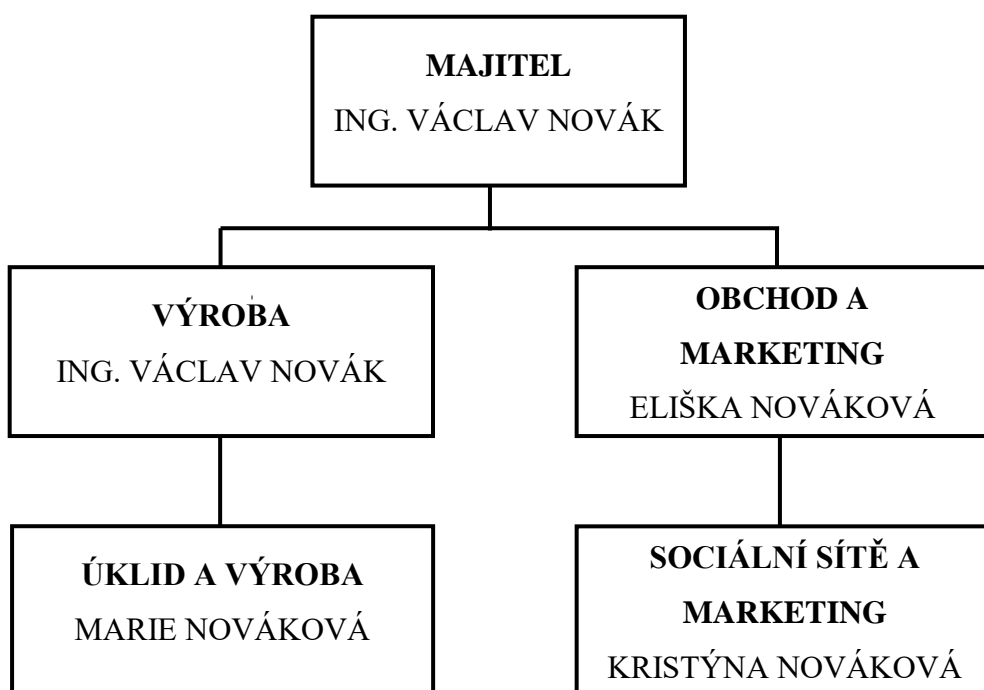 MAJITEL
ING. VÁCLAV NOVÁK
VÝROBA
ING. VÁCLAV NOVÁK
OBCHOD A
MARKETING
ELIŠKA NOVÁKOVÁ
ÚKLID A VÝROBA
MARIE NOVÁKOVÁ
SOCIÁLNÍ SÍTĚ A
MARKETING
KRISTÝNA NOVÁKOVÁ